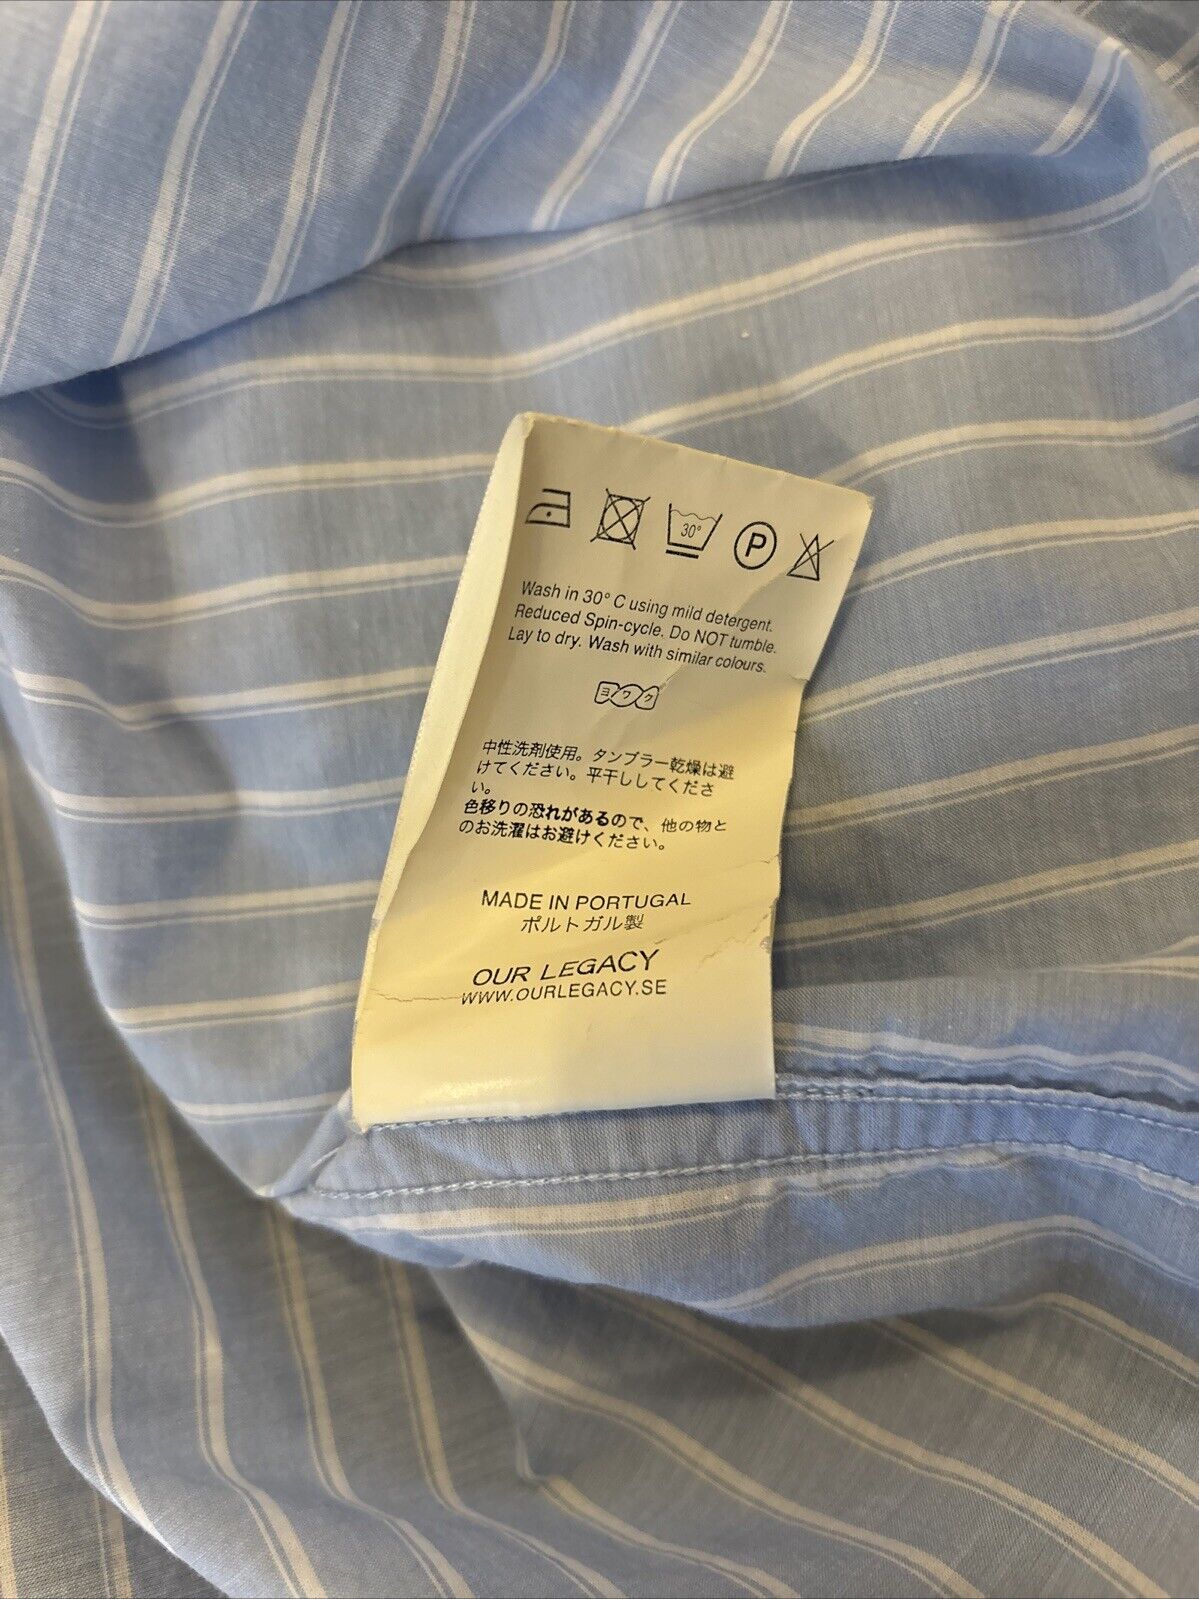 30°
P
Wash in 30° C using mild detergent.
Reduced Spin-cycle. Do NOT tumble.
Lay to dry. Wash with similar colours.
ヨワク
中性洗剤使用。タンブラー乾燥は避
けてください。平干ししてくださ
い。
色移りの恐れがあるので、他の物と
のお洗濯はお避けください。
MADE IN PORTUGAL
ポルトガル製
OUR LEGACY
WWW.OURLEGACY.SE